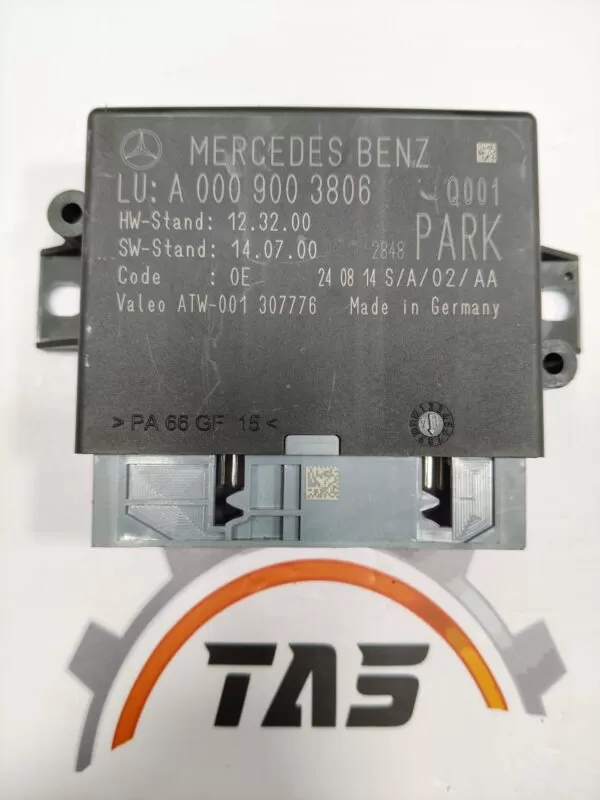 MERCEDES BENZ
LU: A 000 900 3806 Q001
HW-Stand: 12.32.00
SW-Stand: 14.07.00 2848 PARK
Code : 0E 24 08 14 S/A/02/AA
Valeo ATW-001 307776 Made in Germany
>PA 66 GF 15<
TAS